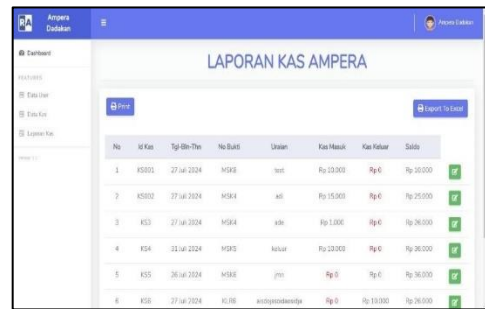 RA
Ampera
Dadakan
Ampera Dadakan
Dashboard
FEATURES
Data User
Data Kas
Laporan Kas
LAPORAN KAS AMPERA
Print
Export To Excel
No Id Kas Tgl-Bln-Thn No Bukti Uraian Kas Masuk Kas Keluar Saldo
1 KS001 27 Juli 2024 MSK6 test Rp 10.000 Rp 0 Rp 10.000
2 KS002 27 Juli 2024 MSK4 adi Rp 15.000 Rp 0 Rp 25.000
3 KS3 27 Juli 2024 MSK4 ade Rp 1.000 Rp 0 Rp 26.000
4 KS4 31 Juli 2024 MSK5 keluar Rp 10.000 Rp 0 Rp 36.000
5 KS5 26 Juli 2024 MSK6 Rp 0 Rp 0 Rp 36.000
6 KS6 27 Juli 2024 KLR6 Rp 0 Rp 10.000 Rp 26.000